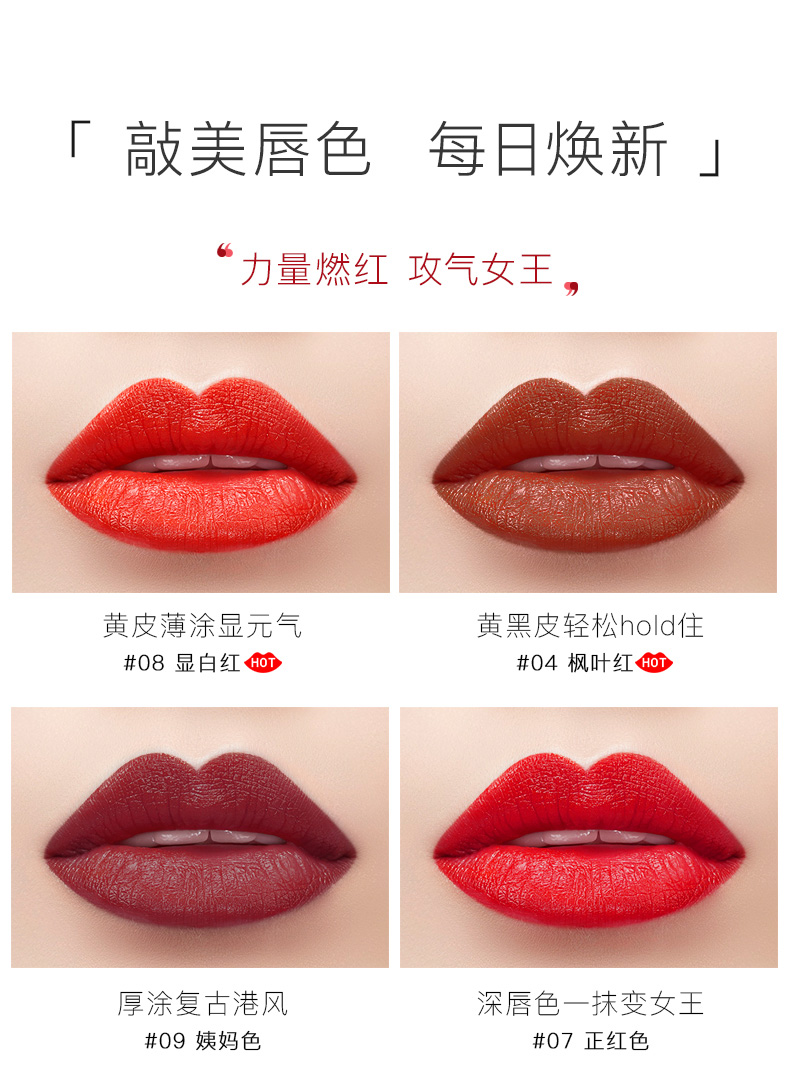 「 敲美唇色 每日焕新 」
“力量燃红 攻气女王”
黄皮薄涂显元气
#08 显白红 HOT
黄黑皮轻松hold住
#04 枫叶红 HOT
厚涂复古港风
#09 姨妈色
深唇色一抹变女王
#07 正红色